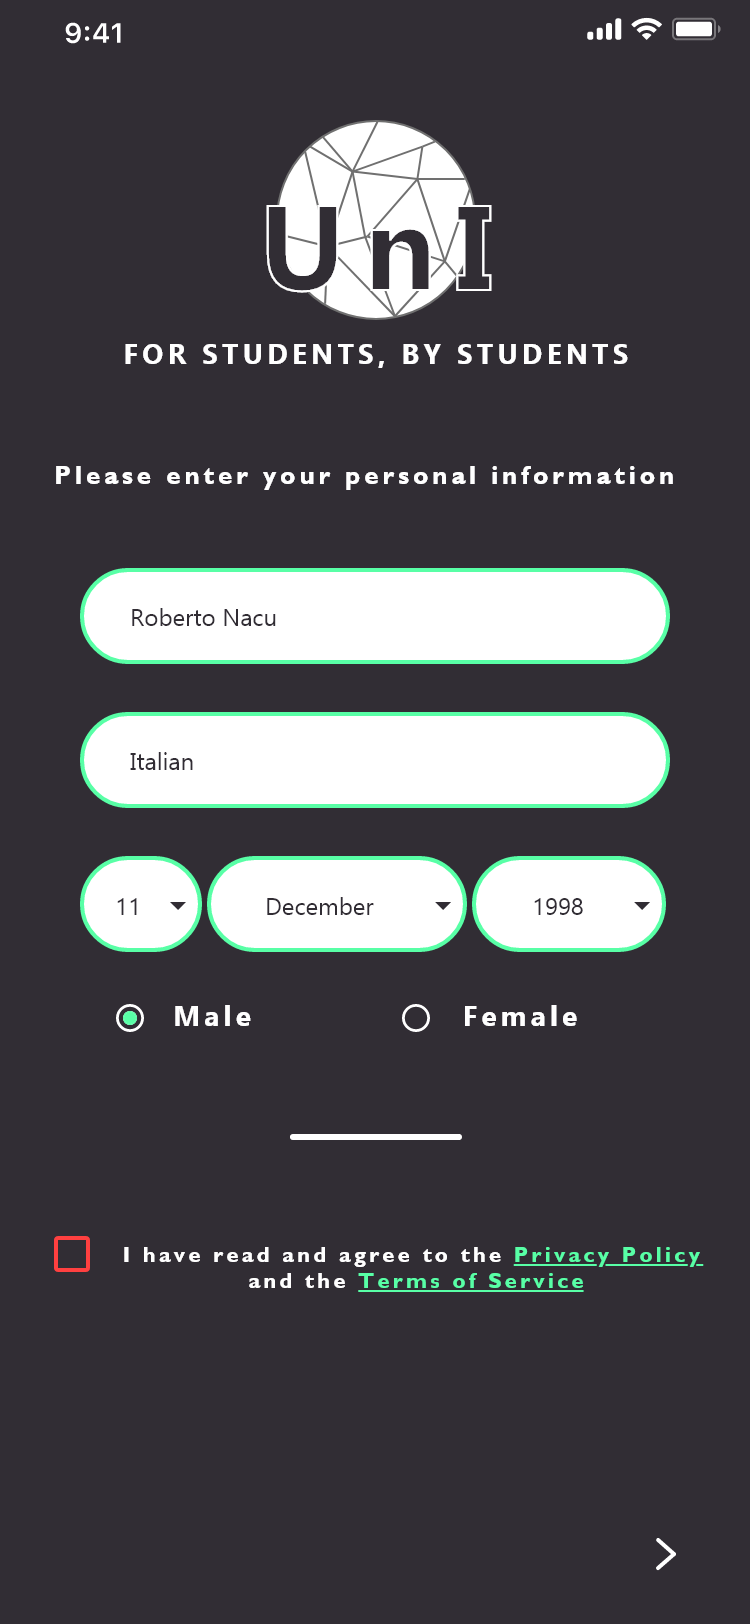 9:41
UnI
FOR STUDENTS, BY STUDENTS
Please enter your personal information
Roberto Nacu
Italian
11 December 1998
Male Female
I have read and agree to the Privacy Policy
and the Terms of Service